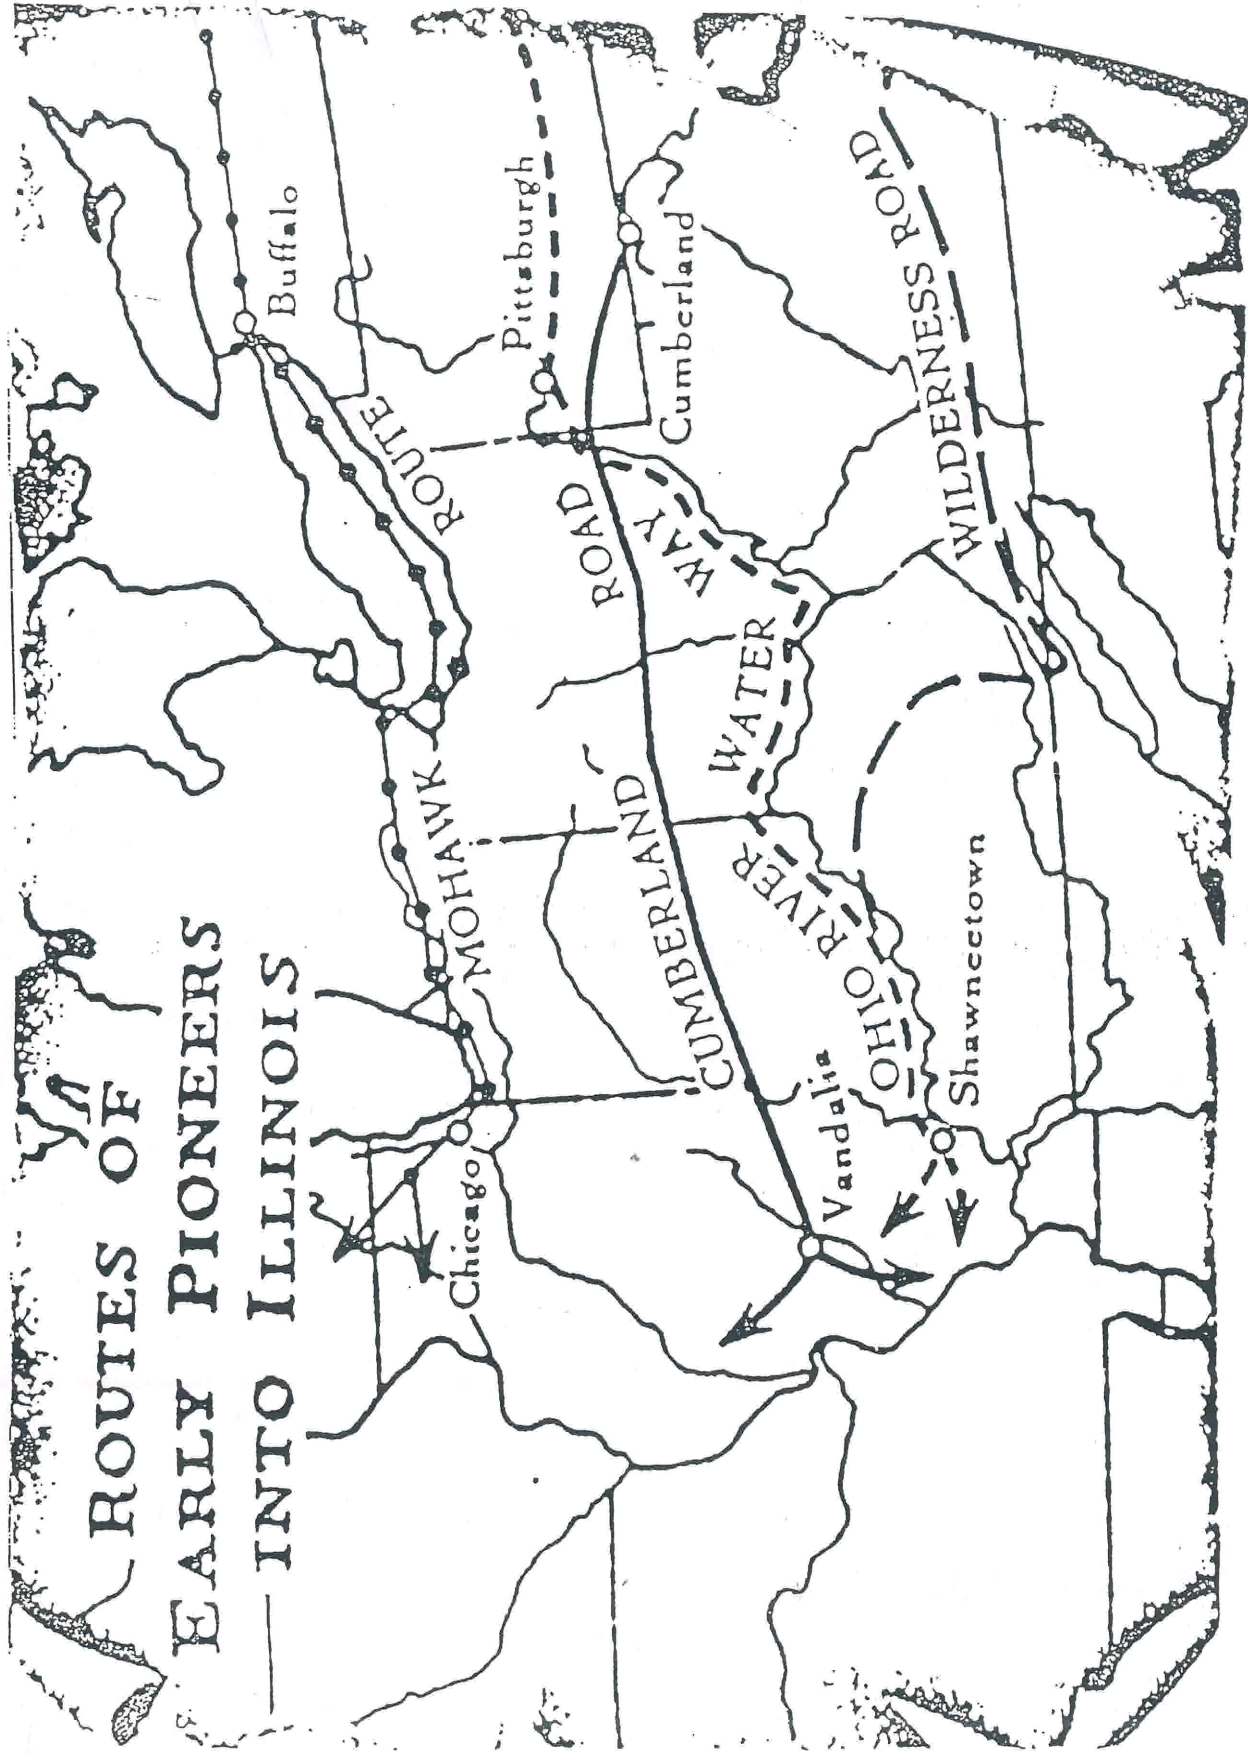 ROUTES OF
EARLY PIONEERS
INTO ILLINOIS
Buffalo
MOHAWK ROUTE
Chicago
Pittsburgh
Cumberland
CUMBERLAND ROAD
Vandalia
OHIO RIVER WATER WAY
Shawneetown
WILDERNESS ROAD